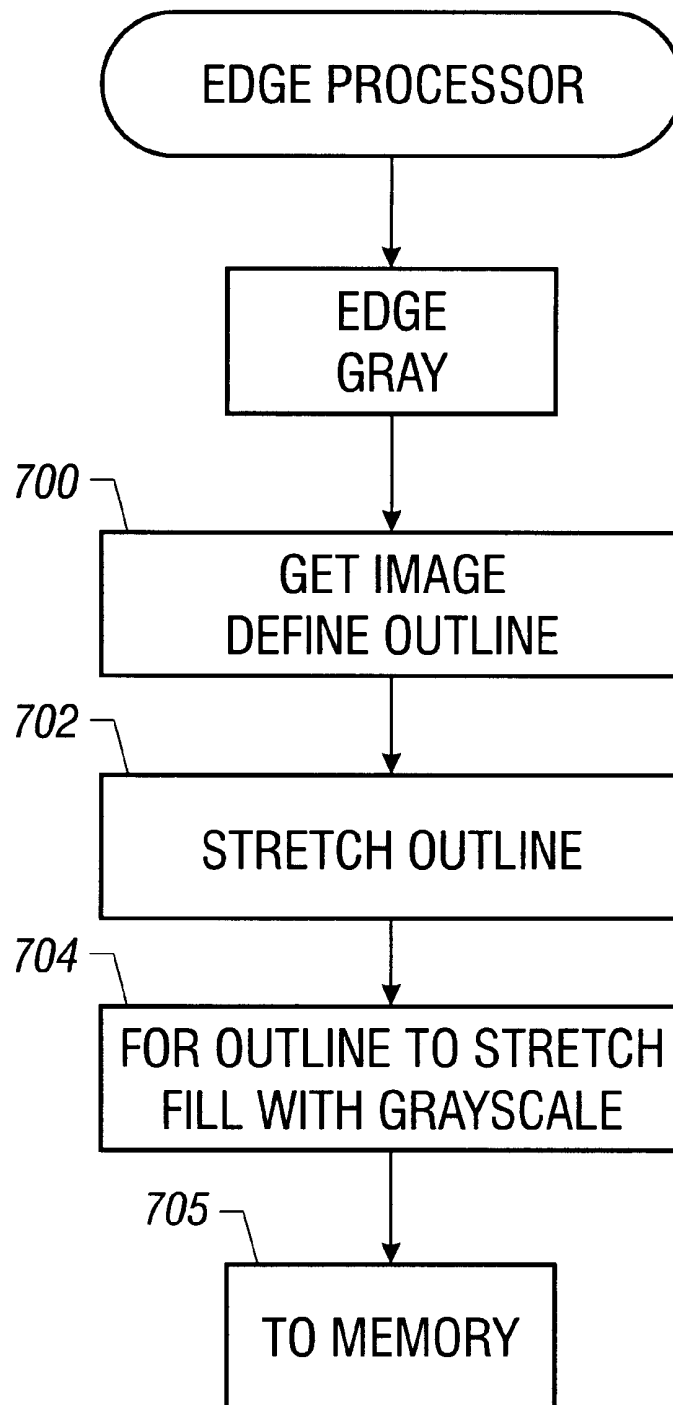 EDGE PROCESSOR
EDGE
GRAY
700
GET IMAGE
DEFINE OUTLINE
702
STRETCH OUTLINE
704
FOR OUTLINE TO STRETCH
FILL WITH GRAYSCALE
705
TO MEMORY